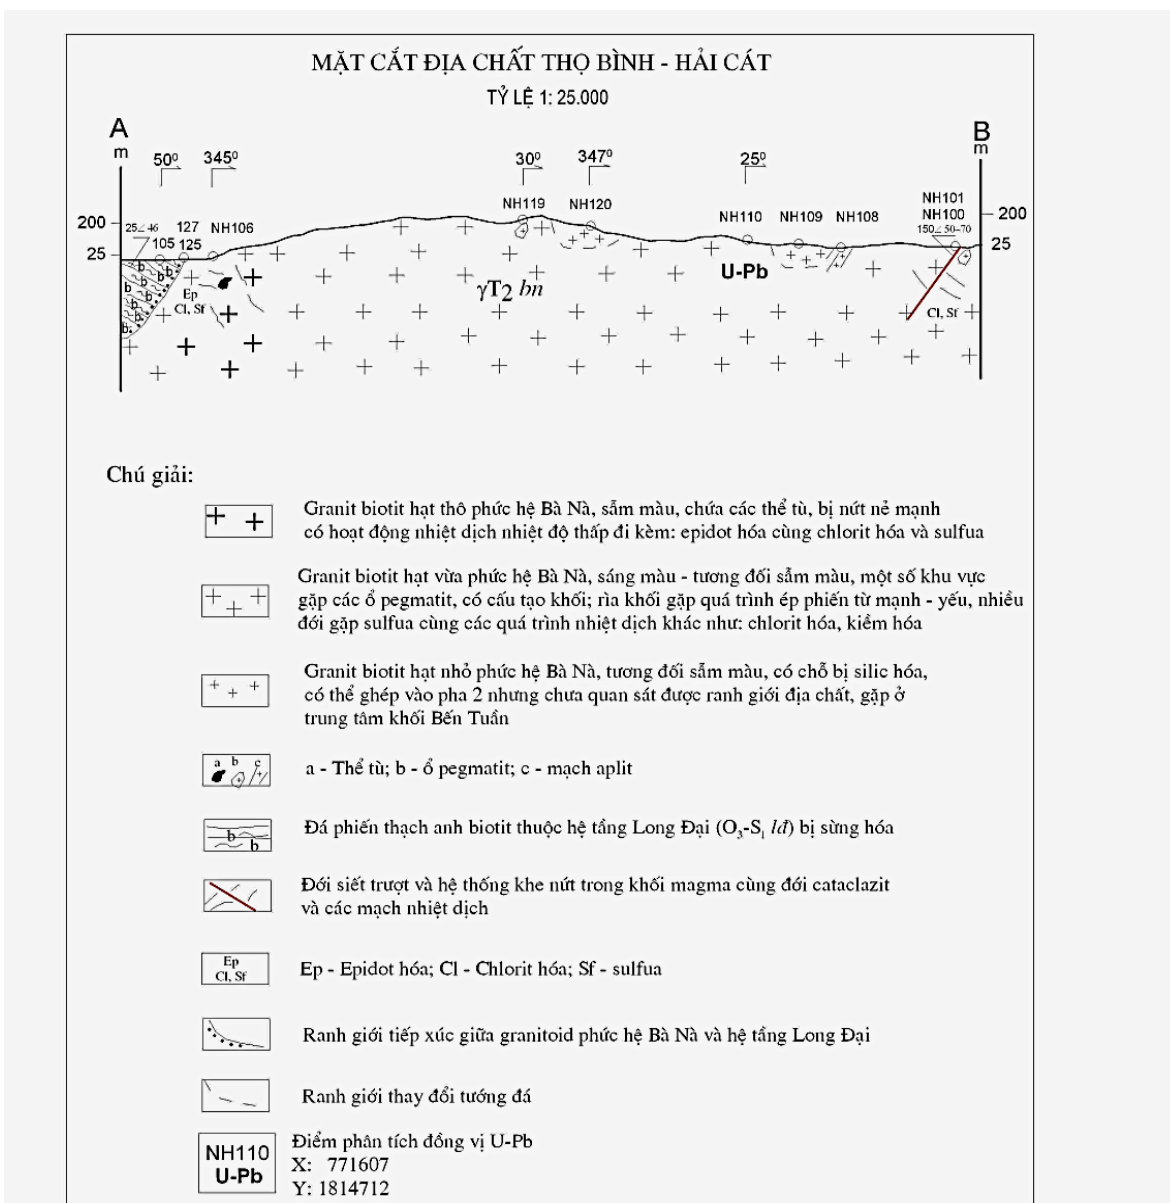 MẶT CẮT ĐỊA CHẤT THỌ BÌNH - HẢI CÁT
TỶ LỆ 1: 25.000
A
B
m
m
50⁰ 345⁰ 30⁰ 347⁰ 25⁰
NH119 NH120 NH101
200 25∠ 46 127 NH106 NH110 NH109 NH108 NH100 200
105 125 150∠ 50-70
25 25
b
b
b
b
b
b
b
Ep
Cl, Sf
γT2 bn
U-Pb
Cl, Sf
Chú giải:
Granit biotit hạt thô phức hệ Bà Nà, sẫm màu, chứa các thể tù, bị nứt nẻ mạnh
có hoạt động nhiệt dịch nhiệt độ thấp đi kèm: epidot hóa cùng chlorit hóa và sulfua
Granit biotit hạt vừa phức hệ Bà Nà, sáng màu - tương đối sẫm màu, một số khu vực
gặp các ổ pegmatit, có cấu tạo khối; rìa khối gặp quá trình ép phiến từ mạnh - yếu, nhiều
đới gặp sulfua cùng các quá trình nhiệt dịch khác như: chlorit hóa, kiềm hóa
Granit biotit hạt nhỏ phức hệ Bà Nà, tương đối sẫm màu, có chỗ bị silic hóa,
có thể ghép vào pha 2 nhưng chưa quan sát được ranh giới địa chất, gặp ở
trung tâm khối Bến Tuần
a b c
a - Thể tù; b - ổ pegmatit; c - mạch aplit
b
b
Đá phiến thạch anh biotit thuộc hệ tầng Long Đại (O₃-S₁ lđ) bị sừng hóa
Đới siết trượt và hệ thống khe nứt trong khối magma cùng đới cataclazit
và các mạch nhiệt dịch
Ep
Cl, Sf
Ep - Epidot hóa; Cl - Chlorit hóa; Sf - sulfua
Ranh giới tiếp xúc giữa granitoid phức hệ Bà Nà và hệ tầng Long Đại
Ranh giới thay đổi tướng đá
NH110
U-Pb
Điểm phân tích đồng vị U-Pb
X: 771607
Y: 1814712